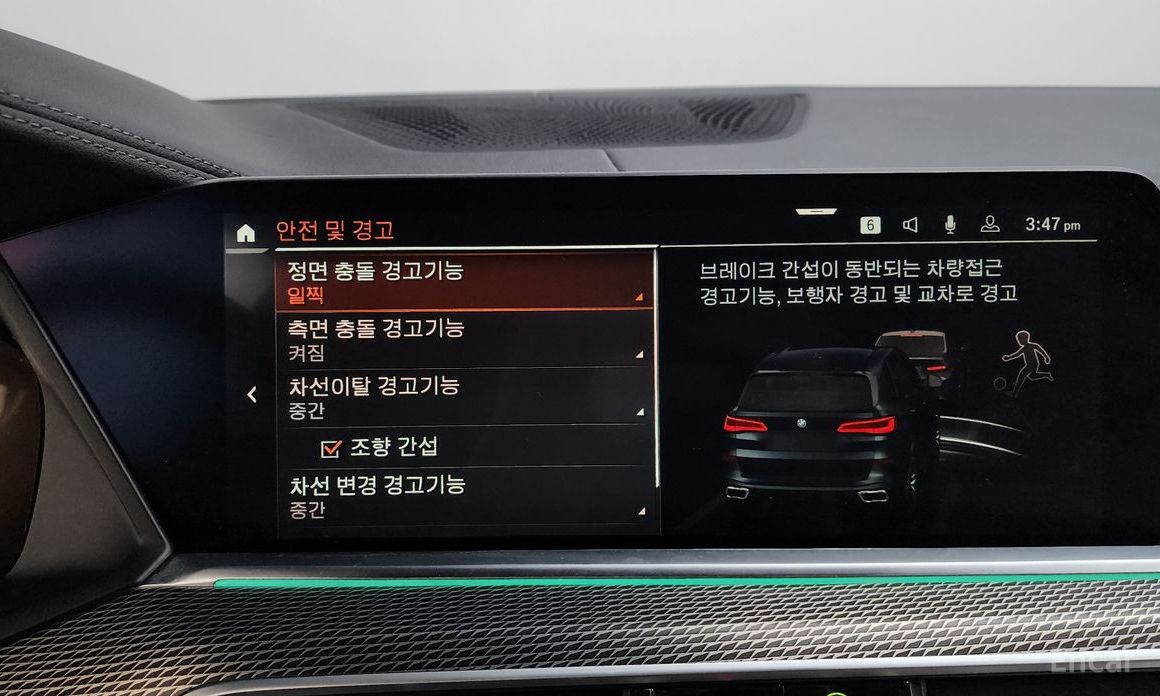 안전 및 경고
6
3:47 pm
정면 충돌 경고기능
일찍
측면 충돌 경고기능
켜짐
차선이탈 경고기능
중간
조향 간섭
차선 변경 경고기능
중간
브레이크 간섭이 동반되는 차량접근
경고기능, 보행자 경고 및 교차로 경고
Encar